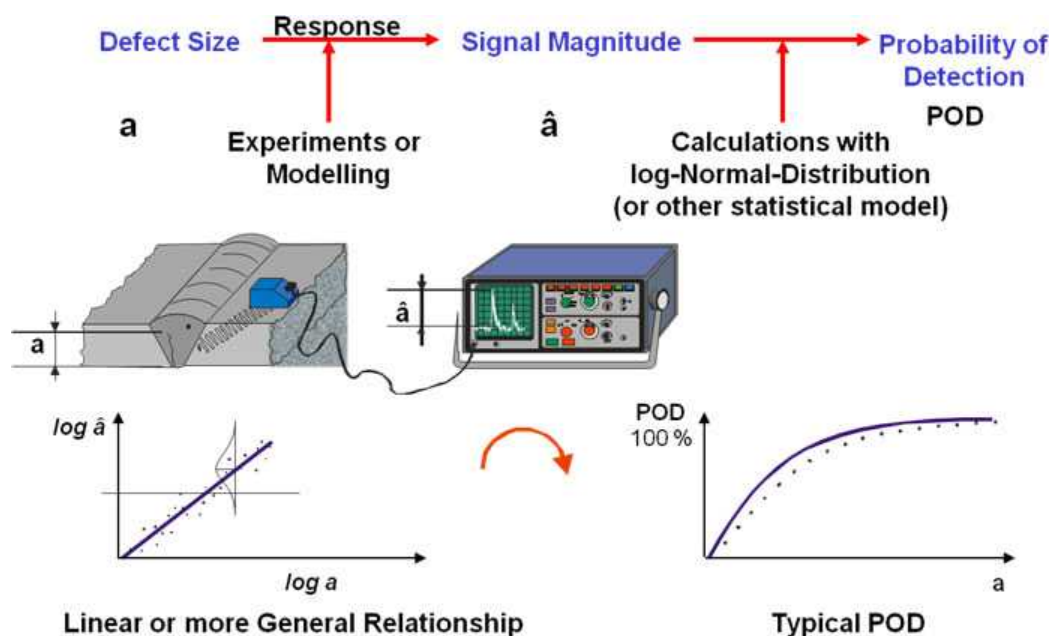 Defect Size
Response
Signal Magnitude
Probability of
Detection
POD
a
â
Experiments or
Modelling
Calculations with
log-Normal-Distribution
(or other statistical model)
a
â
log â
log a
POD
100 %
a
Linear or more General Relationship
Typical POD